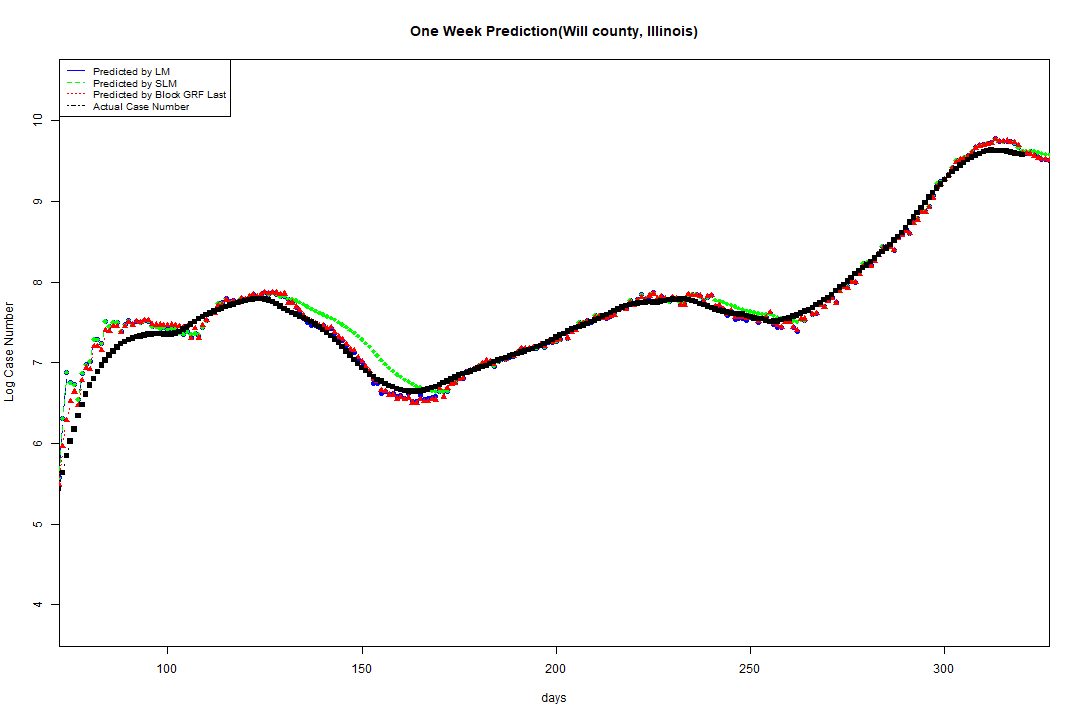 One Week Prediction(Will county, Illinois)
Predicted by LM
Predicted by SLM
Predicted by Block GRF Last
Actual Case Number
10
9
8
7
6
5
4
Log Case Number
100 150 200 250 300
days